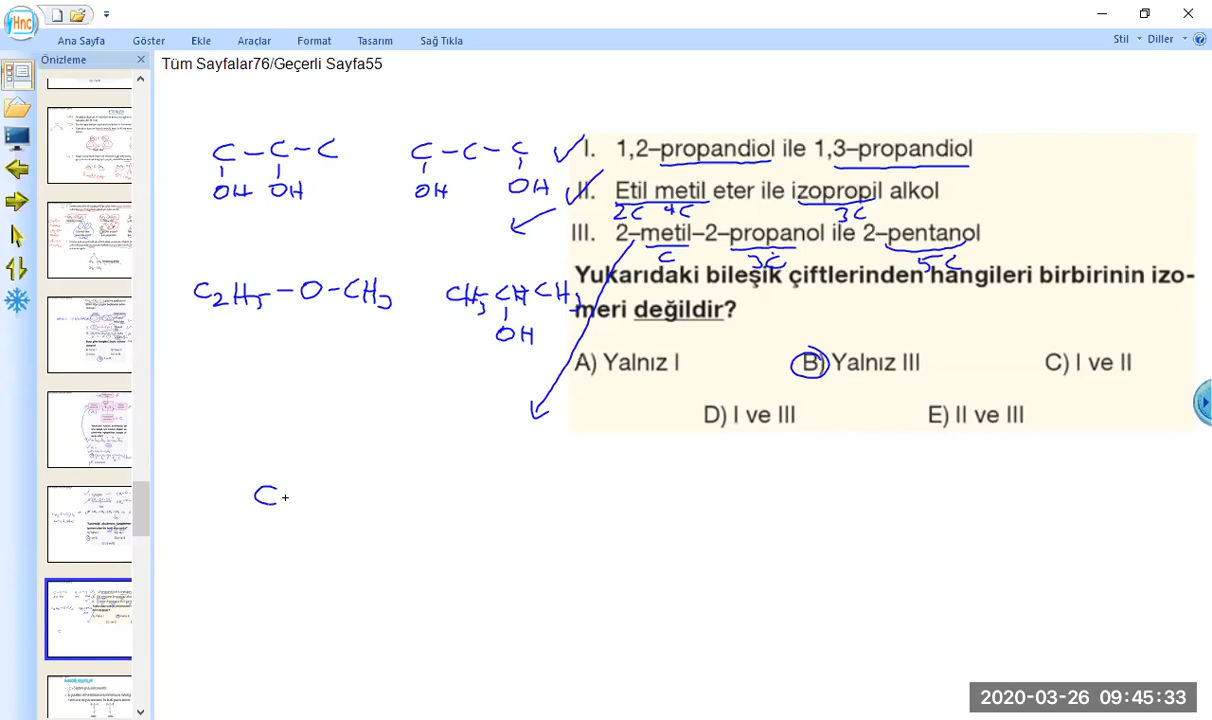 Hnc
Ana Sayfa Göster Ekle Araçlar Format Tasarım Sağ Tıkla Stil Diller
Önizleme
Tüm Sayfalar76/Geçerli Sayfa55
C – C – C
OH OH
C – C – C
OH OH
I. 1,2–propandiol ile 1,3–propandiol
II. Etil metil eter ile izopropil alkol
2C 4C 3C
III. 2–metil–2–propanol ile 2–pentanol
C 3C 5C
Yukarıdaki bileşik çiftlerinden hangileri birbirinin izo-
meri değildir?
C2H5 – O – CH3
CH3 CH CH3
OH
A) Yalnız I B) Yalnız III C) I ve II
D) I ve III E) II ve III
C
2020-03-26 09:45:33